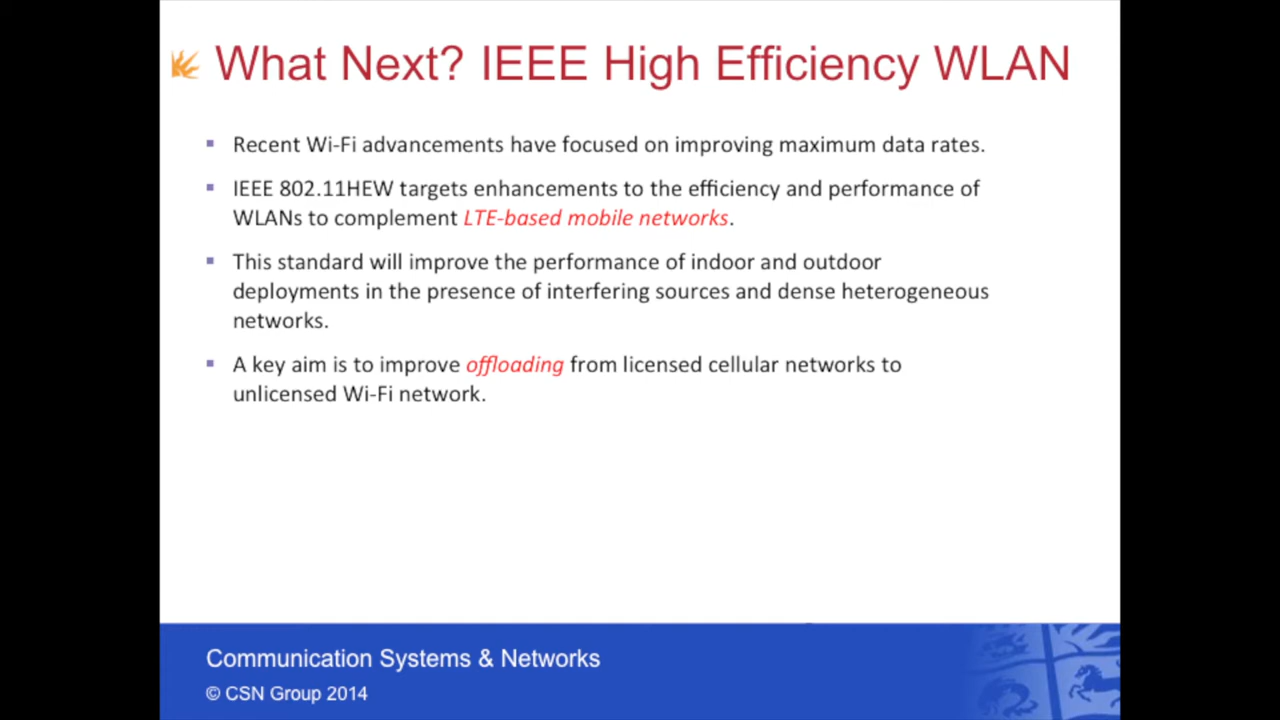 What Next? IEEE High Efficiency WLAN
Recent Wi-Fi advancements have focused on improving maximum data rates.
IEEE 802.11HEW targets enhancements to the efficiency and performance of
WLANs to complement LTE-based mobile networks.
This standard will improve the performance of indoor and outdoor
deployments in the presence of interfering sources and dense heterogeneous
networks.
A key aim is to improve offloading from licensed cellular networks to
unlicensed Wi-Fi network.
Communication Systems & Networks
© CSN Group 2014